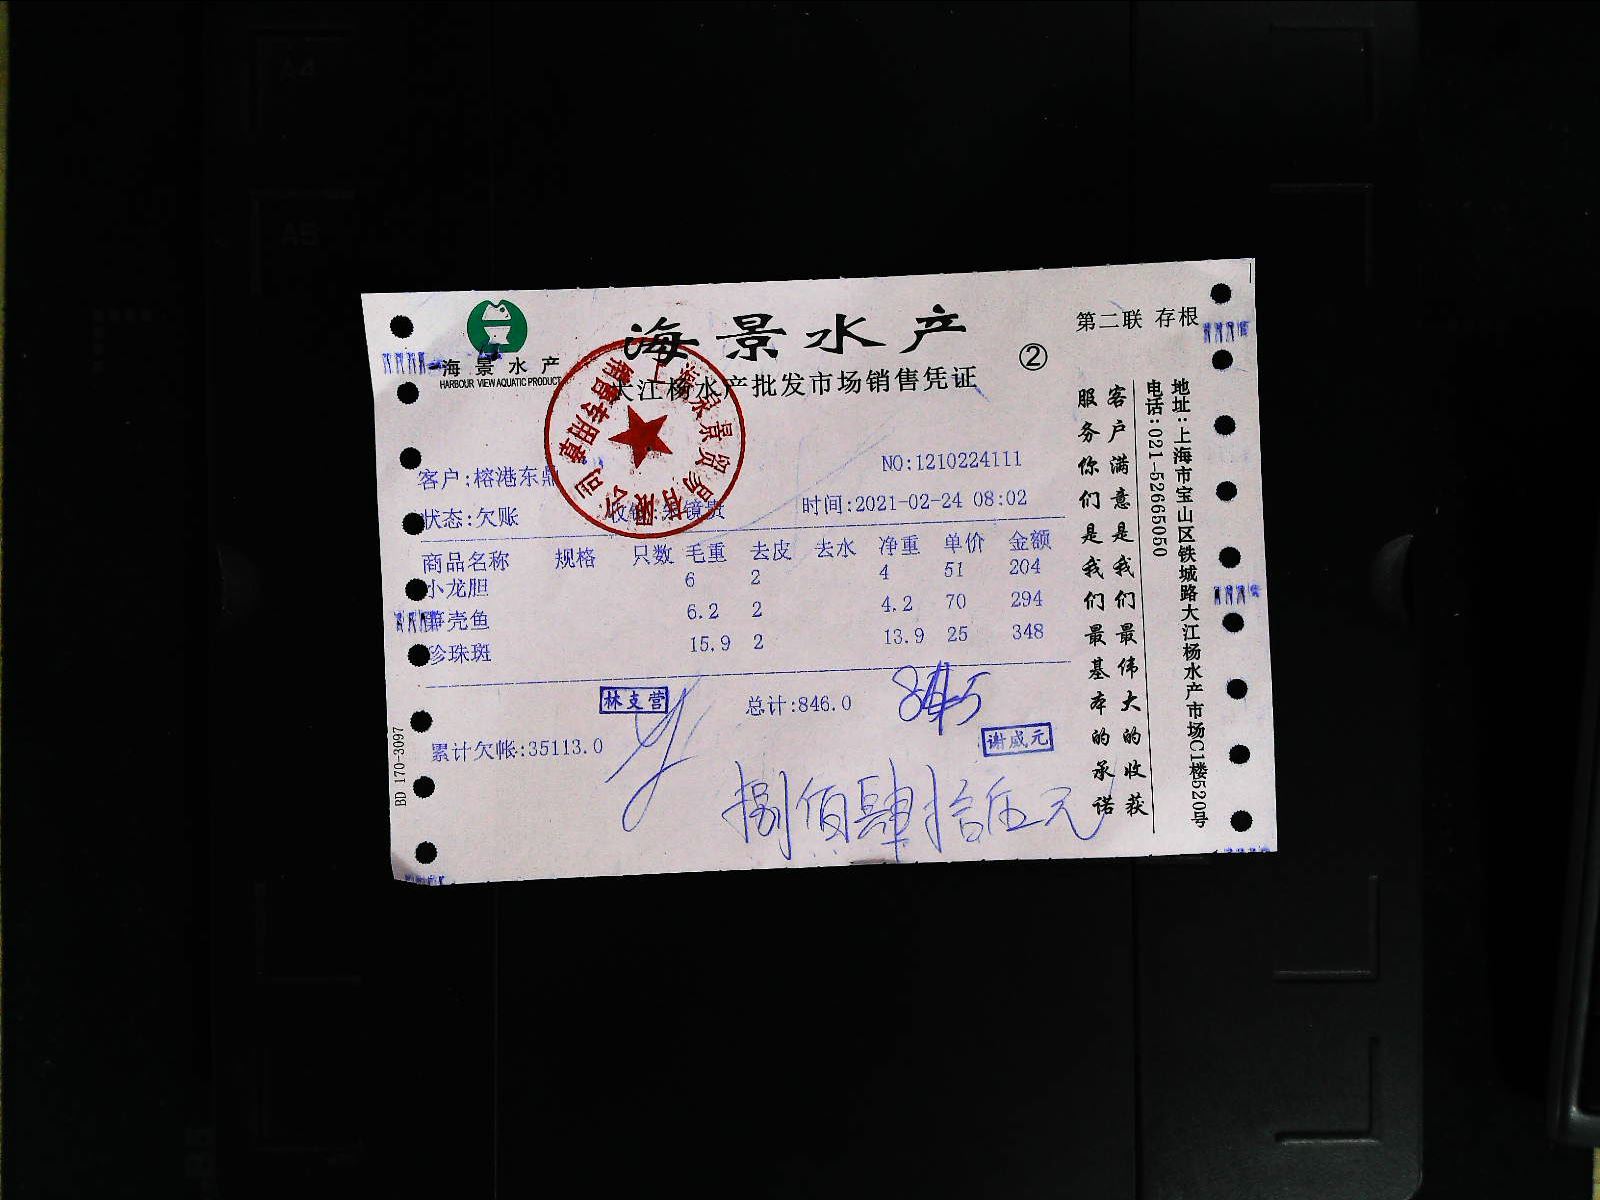 海景水产
HARBOUR VIEW AQUATIC PRODUCT
海景水产
大江杨水产批发市场销售凭证
②
第二联 存根
客户:榕港东鼎
NO:1210224111
状态:欠账
时间:2021-02-24 08:02
商品名称 规格 只数 毛重 去皮 去水 净重 单价 金额
小龙胆 6 2 4 51 204
笋壳鱼 6.2 2 4.2 70 294
珍珠斑 15.9 2 13.9 25 348
林支营
总计:846.0
845
谢咸元
累计欠帐:35113.0
捌佰肆拾伍元
BD 170-3097
客户满意是我们最伟大的收获
服务你们是我们最基本的承诺
地址:上海市宝山区铁城路大江杨水产市场C1楼520号
电话:021-52665050